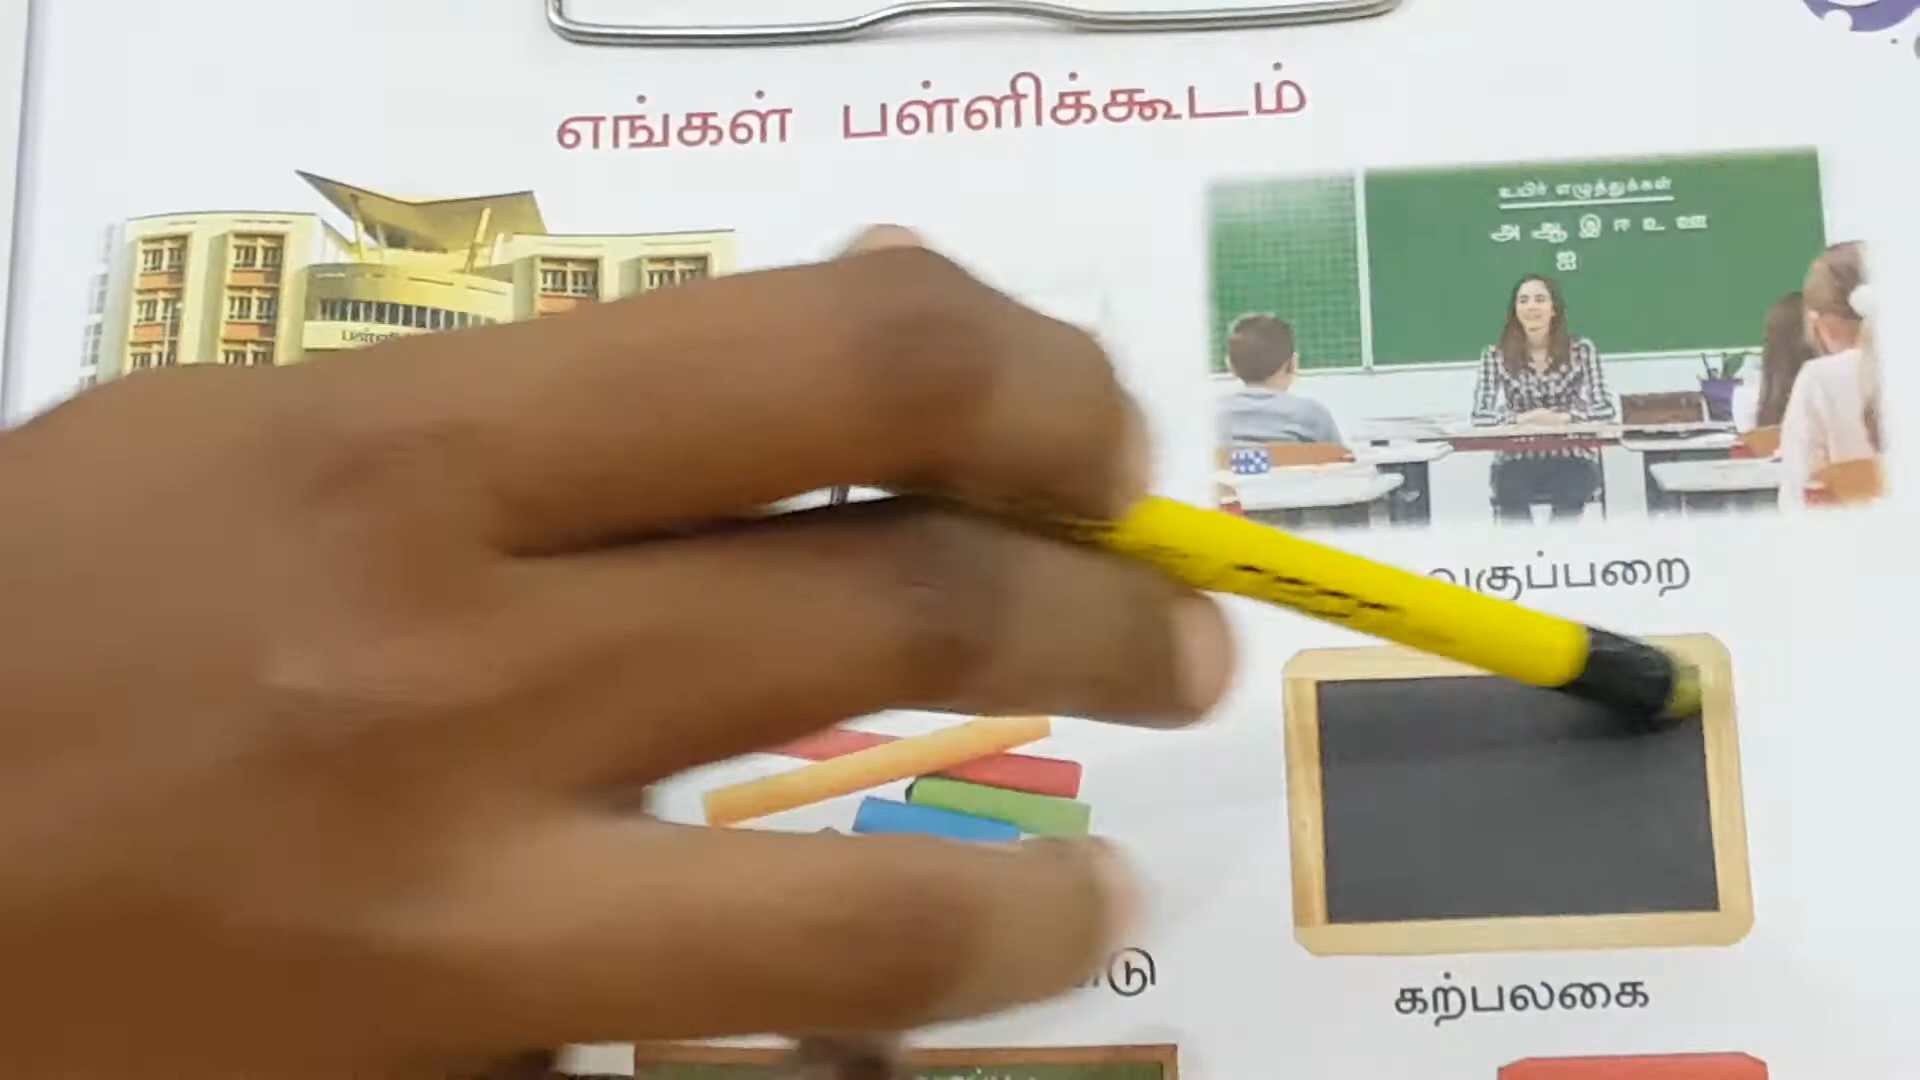 எங்கள் பள்ளிக்கூடம்
உயிர் எழுத்துக்கள்
அ ஆ இ ஈ உ ஊ
ஐ
வகுப்பறை
கற்பலகை